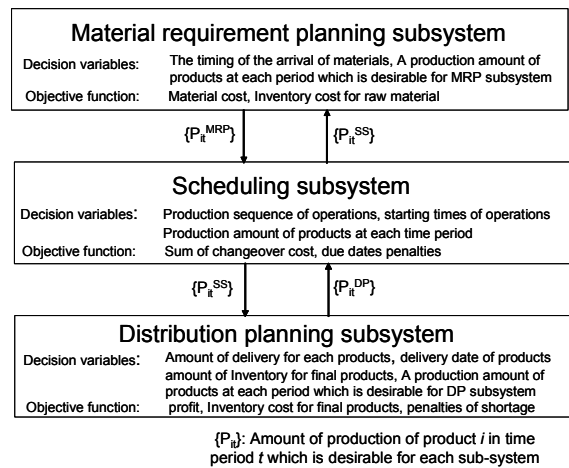 Material requirement planning subsystem
Decision variables: The timing of the arrival of materials, A production amount of
products at each period which is desirable for MRP subsystem
Objective function: Material cost, Inventory cost for raw material
{P_it^MRP} {P_it^SS}
Scheduling subsystem
Decision variables: Production sequence of operations, starting times of operations
Production amount of products at each time period
Objective function: Sum of changeover cost, due dates penalties
{P_it^SS} {P_it^DP}
Distribution planning subsystem
Decision variables: Amount of delivery for each products, delivery date of products
amount of Inventory for final products, A production amount of
products at each period which is desirable for DP subsystem
Objective function: profit, Inventory cost for final products, penalties of shortage
{P_it}: Amount of production of product i in time
period t which is desirable for each sub-system